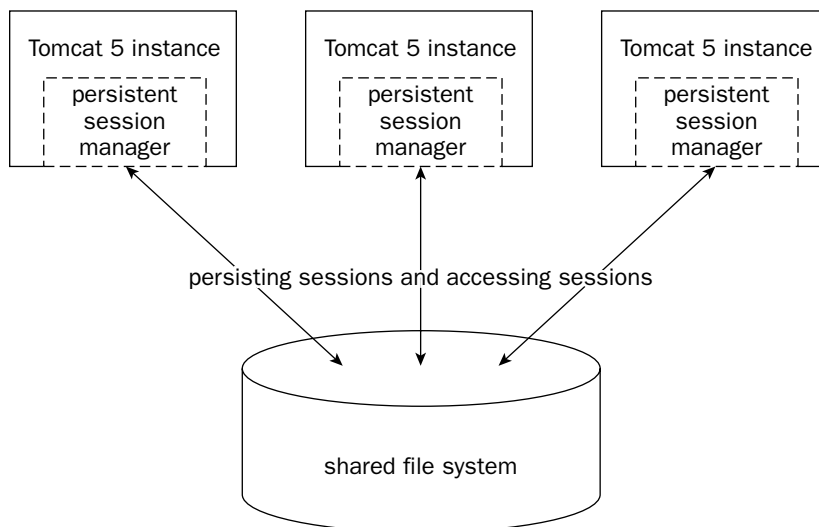 Tomcat 5 instance
persistent
session
manager
Tomcat 5 instance
persistent
session
manager
Tomcat 5 instance
persistent
session
manager
persisting sessions and accessing sessions
shared file system